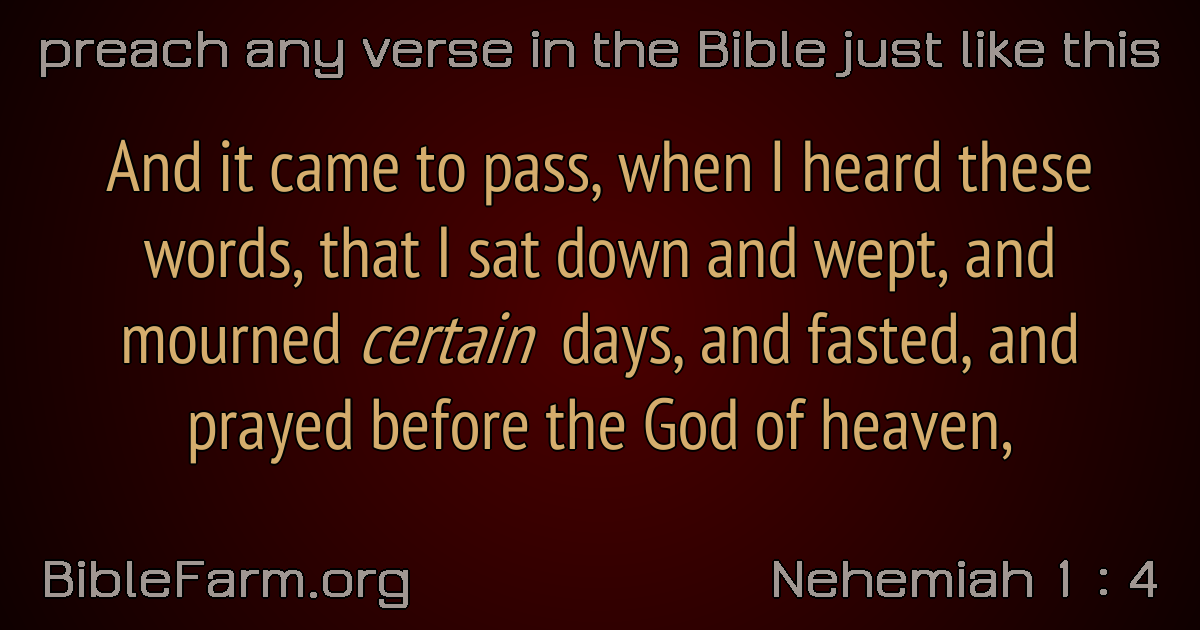 preach any verse in the Bible just like this
And it came to pass, when I heard these
words, that I sat down and wept, and
mourned certain days, and fasted, and
prayed before the God of heaven,
BibleFarm.org
Nehemiah 1 : 4